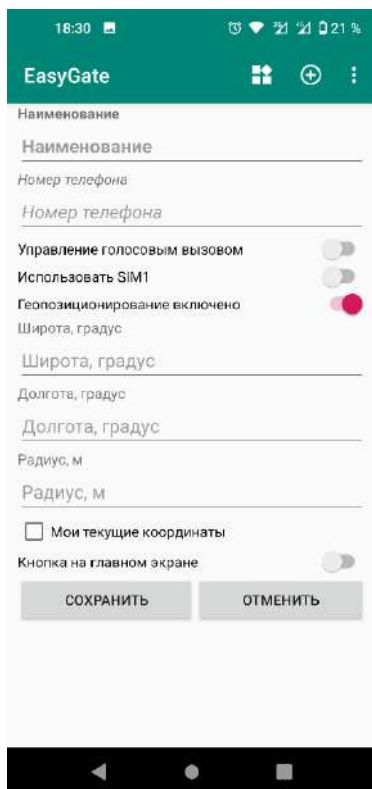 18:30 21 %
EasyGate
Наименование
Наименование
Номер телефона
Номер телефона
Управление голосовым вызовом
Использовать SIM1
Геопозиционирование включено
Широта, градус
Широта, градус
Долгота, градус
Долгота, градус
Радиус, м
Радиус, м
Мои текущие координаты
Кнопка на главном экране
СОХРАНИТЬ ОТМЕНИТЬ